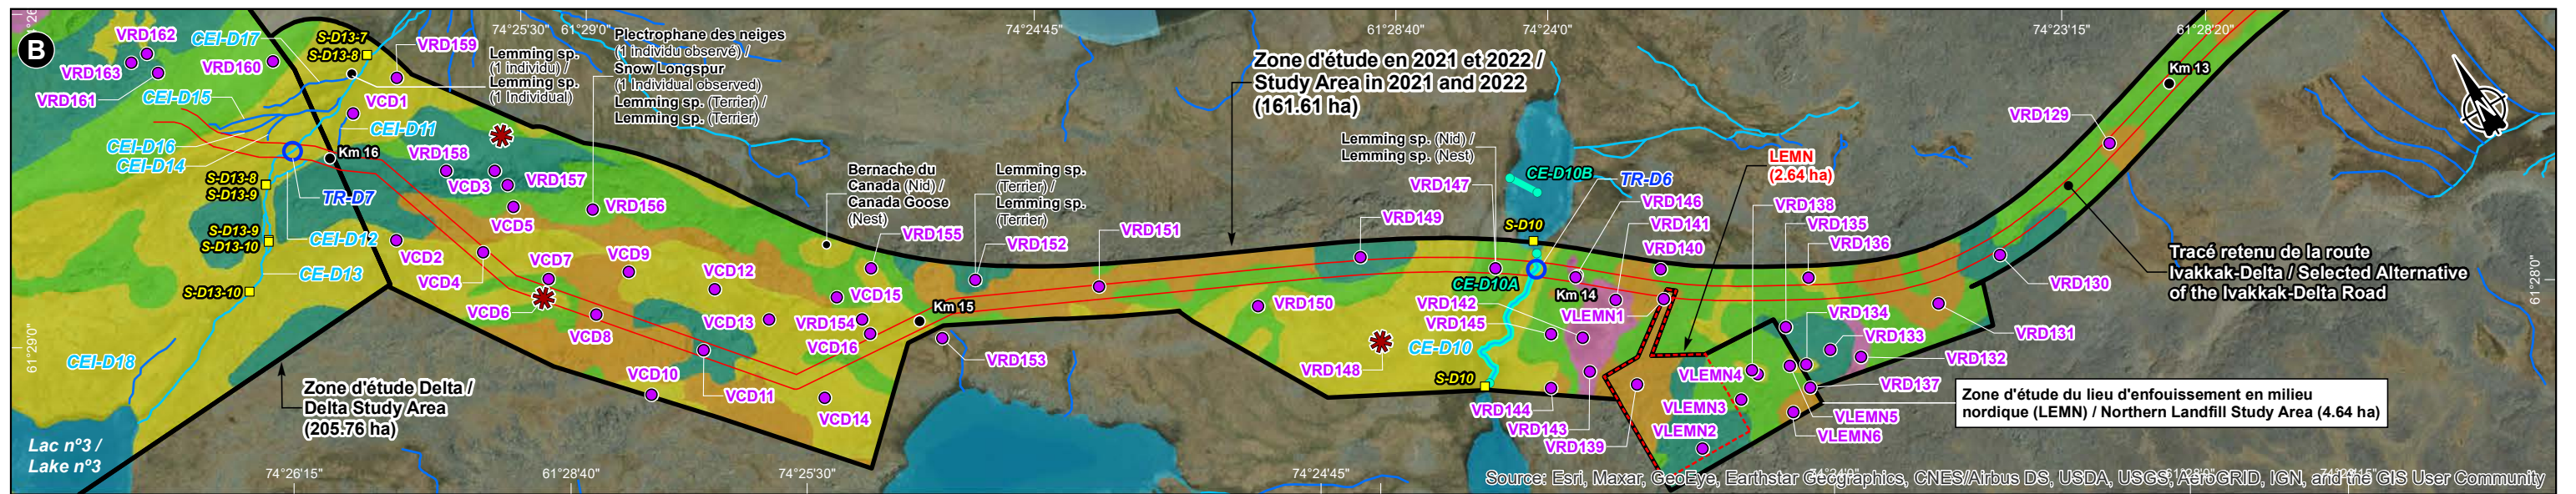 B
VRD162
VRD163
VRD161
CEI-D17
VRD160
S-D13-7
S-D13-8
VRD159
VCD1
CEI-D15
CEI-D11
CEI-D16
CEI-D14
Km 16
S-D13-8
S-D13-9
TR-D7
S-D13-9
S-D13-10
CEI-D12
CE-D13
S-D13-10
CEI-D18
Lac nº3 /
Lake nº3
Zone d'étude Delta /
Delta Study Area
(205.76 ha)
74°25'30"
61°29'0"
Lemming sp.
(1 individu) /
Lemming sp.
(1 Individual)
Plectrophane des neiges
(1 individu observé) /
Snow Longspur
(1 Individual observed)
Lemming sp. (Terrier) /
Lemming sp. (Terrier)
VRD158
VCD3
VRD157
VCD5
VRD156
VCD2
VCD4
VCD7
VCD9
VCD6
VCD8
VCD12
VCD13
VCD10
VCD11
VCD14
VCD15
VRD154
VCD16
Bernache du
Canada (Nid) /
Canada Goose
(Nest)
VRD155
Lemming sp.
(Terrier) /
Lemming sp.
(Terrier)
VRD152
Km 15
VRD153
VRD151
74°24'45"
Zone d'étude en 2021 et 2022 /
Study Area in 2021 and 2022
(161.61 ha)
61°28'40"
74°24'0"
Lemming sp. (Nid) /
Lemming sp. (Nest)
VRD147
CE-D10B
TR-D6
S-D10
VRD149
VRD146
VRD141
VRD140
CE-D10A
Km 14
VRD150
VRD142
VRD145
VLEMN1
CE-D10
VRD148
S-D10
VRD144
VRD143
VRD139
LEMN
(2.64 ha)
VRD138
VRD135
VRD136
VRD134
VRD133
VRD132
VRD131
VRD137
VLEMN4
VLEMN3
VLEMN2
VLEMN5
VLEMN6
74°23'15"
61°28'20"
Km 13
VRD129
VRD130
Tracé retenu de la route
Ivakkak-Delta / Selected Alternative
of the Ivakkak-Delta Road
Zone d'étude du lieu d'enfouissement en milieu
nordique (LEMN) / Northern Landfill Study Area (4.64 ha)
61°28'0"
61°29'0"
74°26'15"
61°28'40"
74°25'30"
74°24'45"
74°24'0"
61°28'0"
74°23'15"
Source: Esri, Maxar, GeoEye, Earthstar Geographics, CNES/Airbus DS, USDA, USGS, AeroGRID, IGN, and the GIS User Community